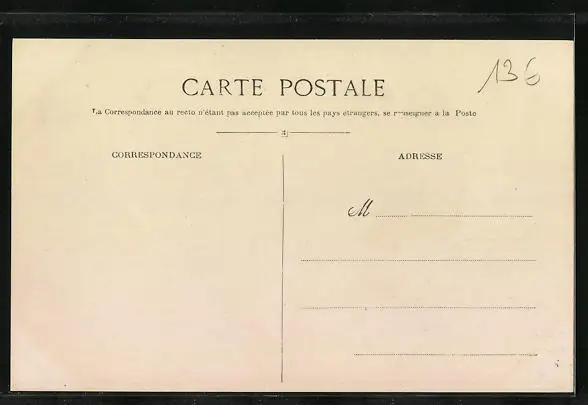 136
CARTE POSTALE
La Correspondance au recto n'étant pas acceptée par tous les pays étrangers, se renseigner à la Poste
CORRESPONDANCE
ADRESSE
M